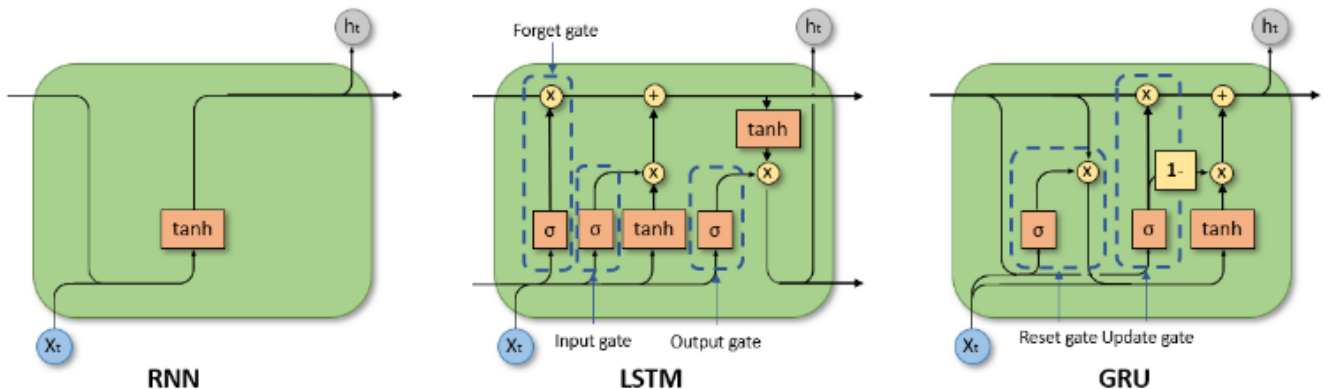 hₜ
tanh
Xₜ
RNN
Forget gate
hₜ
x
+
tanh
x
x
σ
σ
tanh
σ
Xₜ
Input gate
Output gate
LSTM
hₜ
x
+
x
1-
x
σ
σ
tanh
Xₜ
Reset gate Update gate
GRU